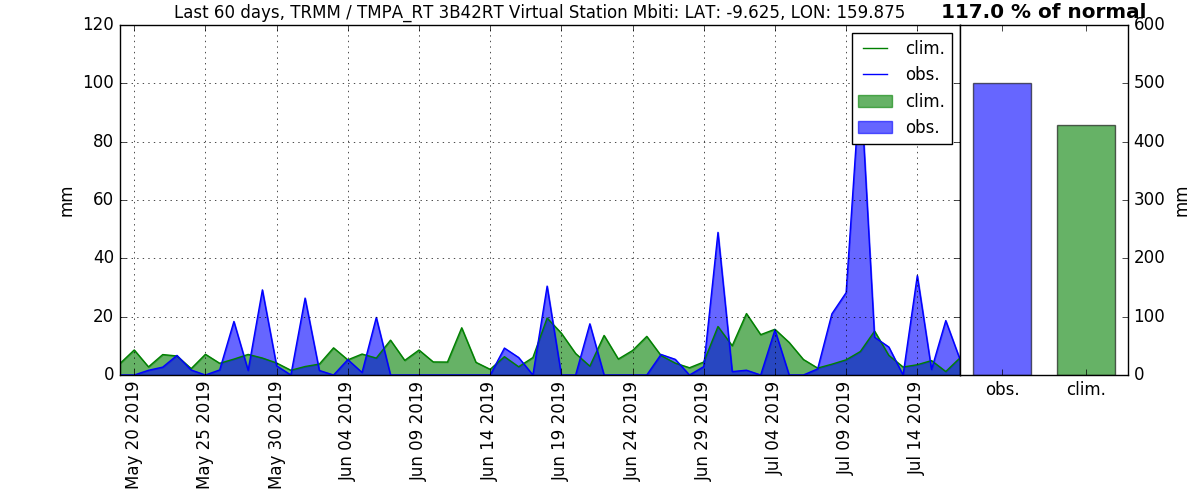 Last 60 days, TRMM / TMPA_RT 3B42RT Virtual Station Mbiti: LAT: -9.625, LON: 159.875
117.0 % of normal
120
100
80
60
40
20
0
mm
clim.
obs.
clim.
obs.
May 20 2019
May 25 2019
May 30 2019
Jun 04 2019
Jun 09 2019
Jun 14 2019
Jun 19 2019
Jun 24 2019
Jun 29 2019
Jul 04 2019
Jul 09 2019
Jul 14 2019
600
500
400
300
200
100
0
mm
obs.
clim.